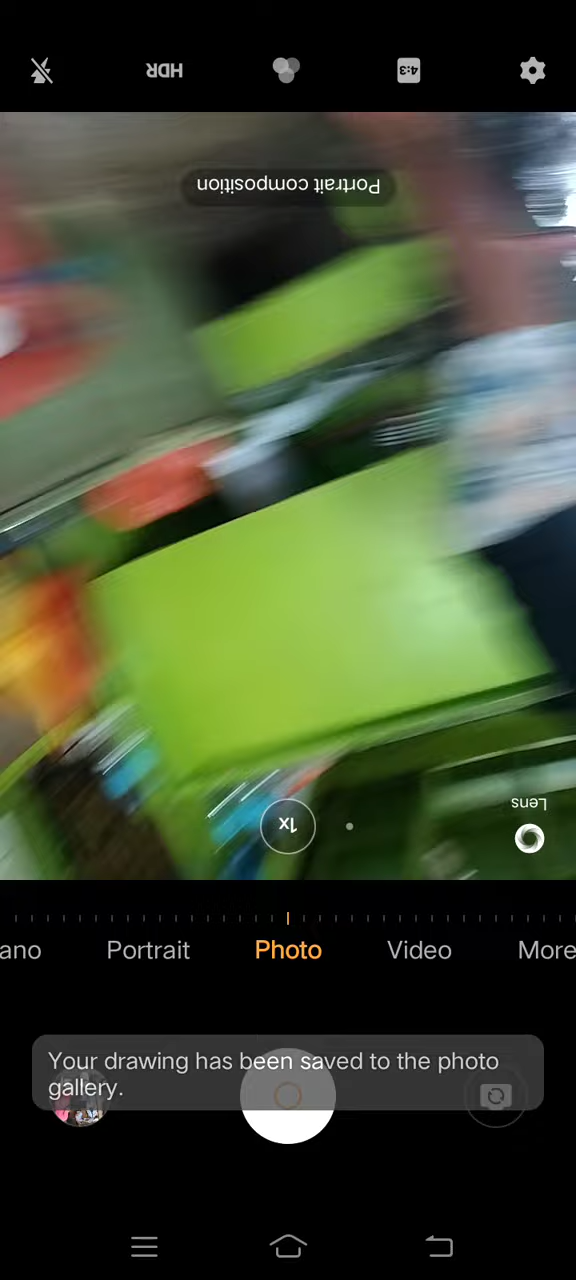 HDR
4:3
Portrait composition
1x
Lens
ano
Portrait
Photo
Video
More
Your drawing has been saved to the photo
gallery.